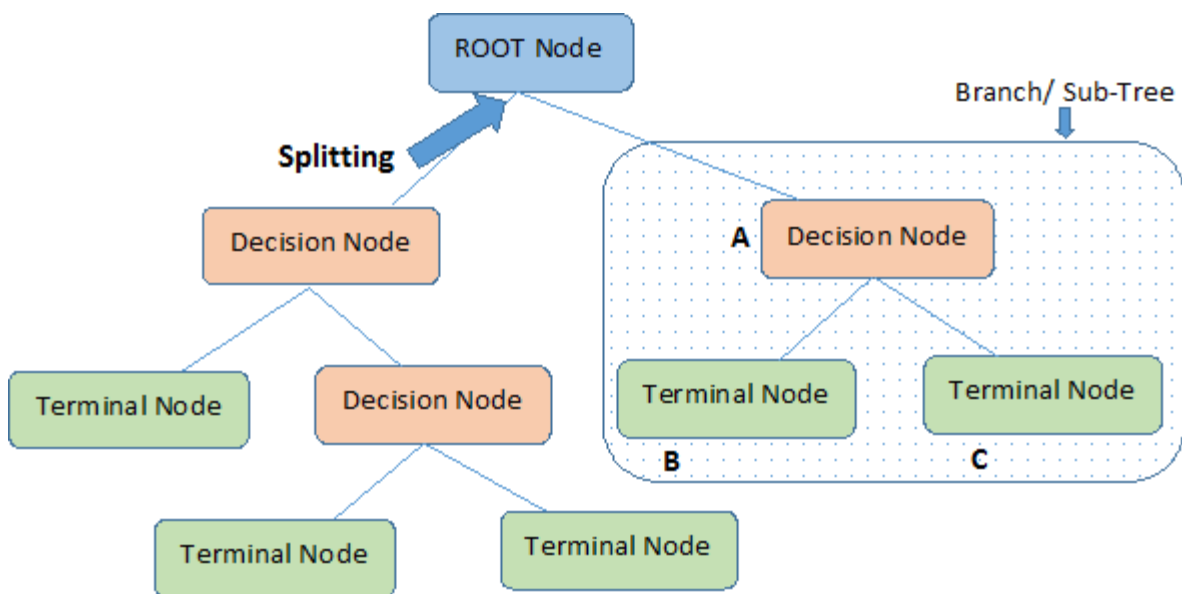 ROOT Node
Branch/ Sub-Tree
Splitting
Decision Node
A
Decision Node
Terminal Node
Decision Node
Terminal Node
Terminal Node
B
C
Terminal Node
Terminal Node